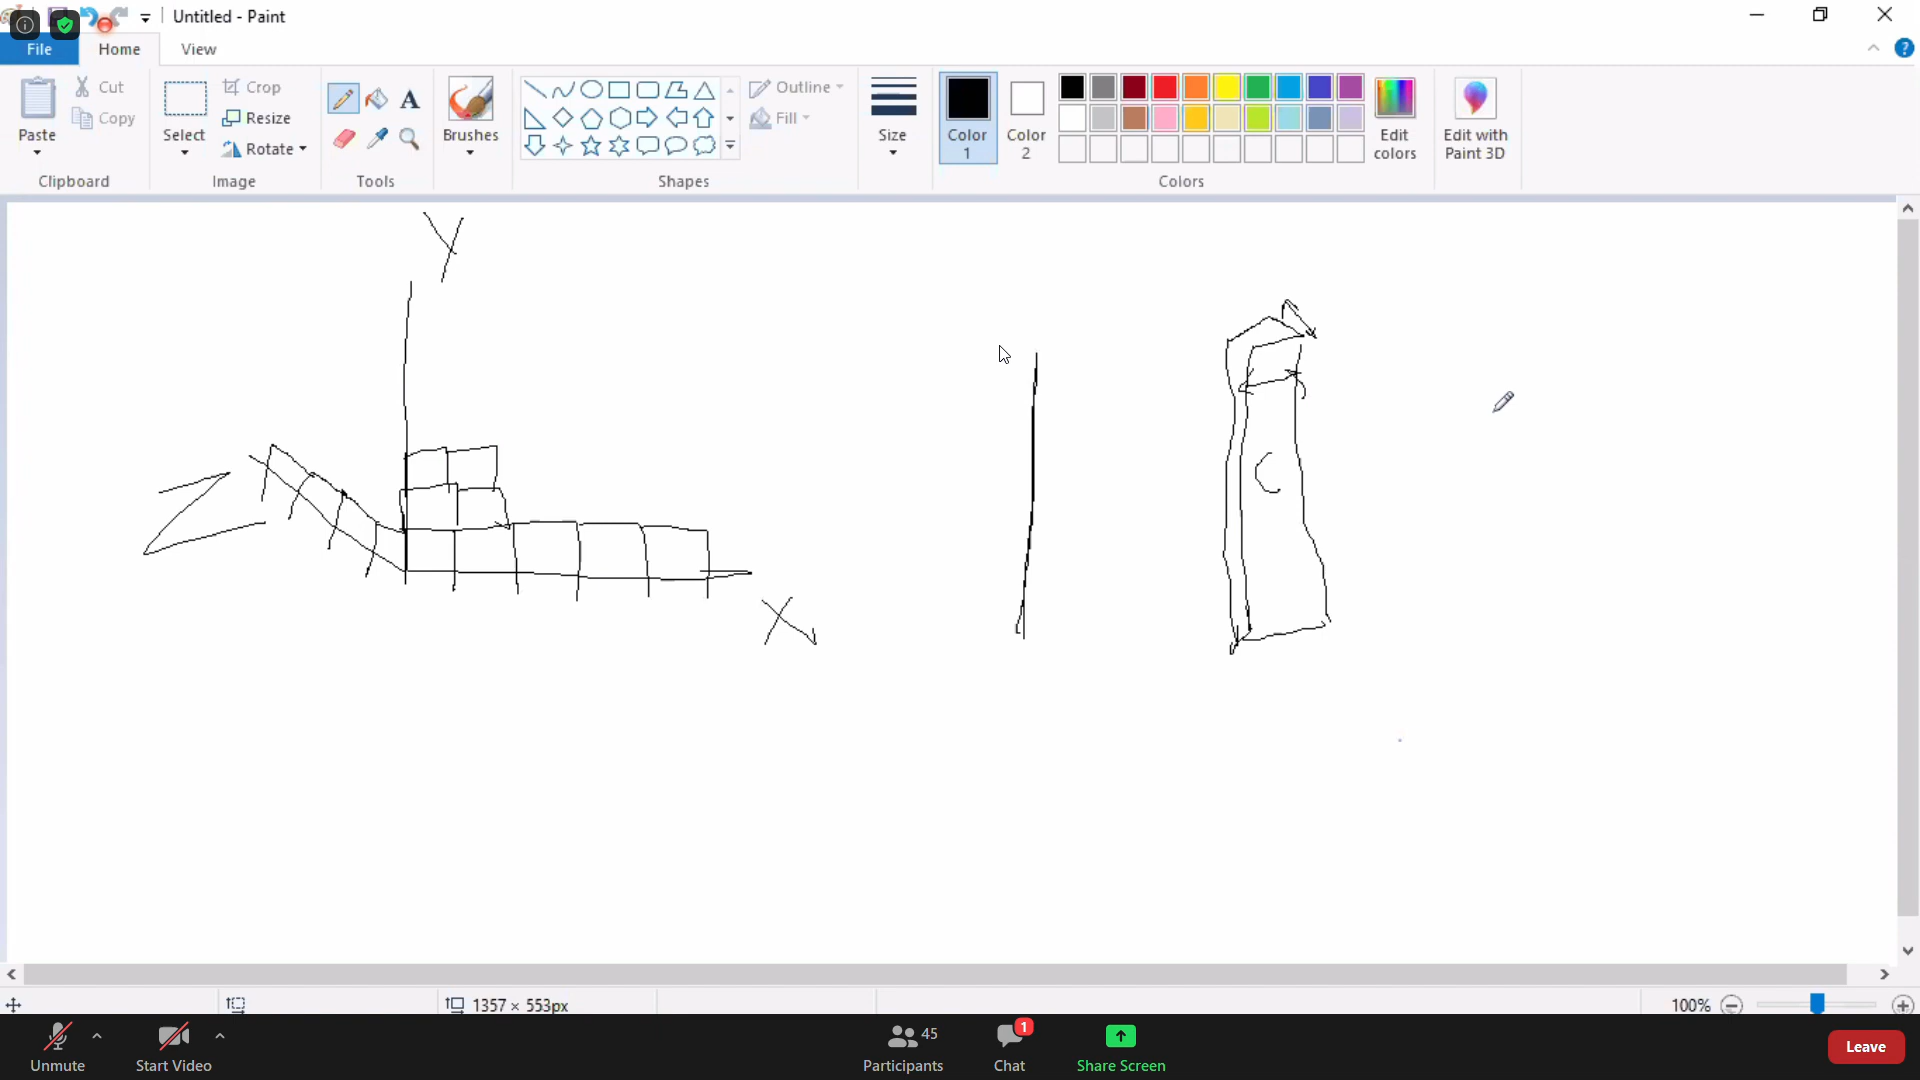 Untitled - Paint
File Home View
Paste
Cut
Copy
Clipboard
Select
Crop
Resize
Rotate
Image
A
Tools
Brushes
Shapes
Outline
Fill
Size
Color 1
Color 2
Edit colors
Edit with Paint 3D
Colors
Y
Z
X
C
1357 × 553px
100%
Unmute
Start Video
45
Participants
1
Chat
Share Screen
Leave